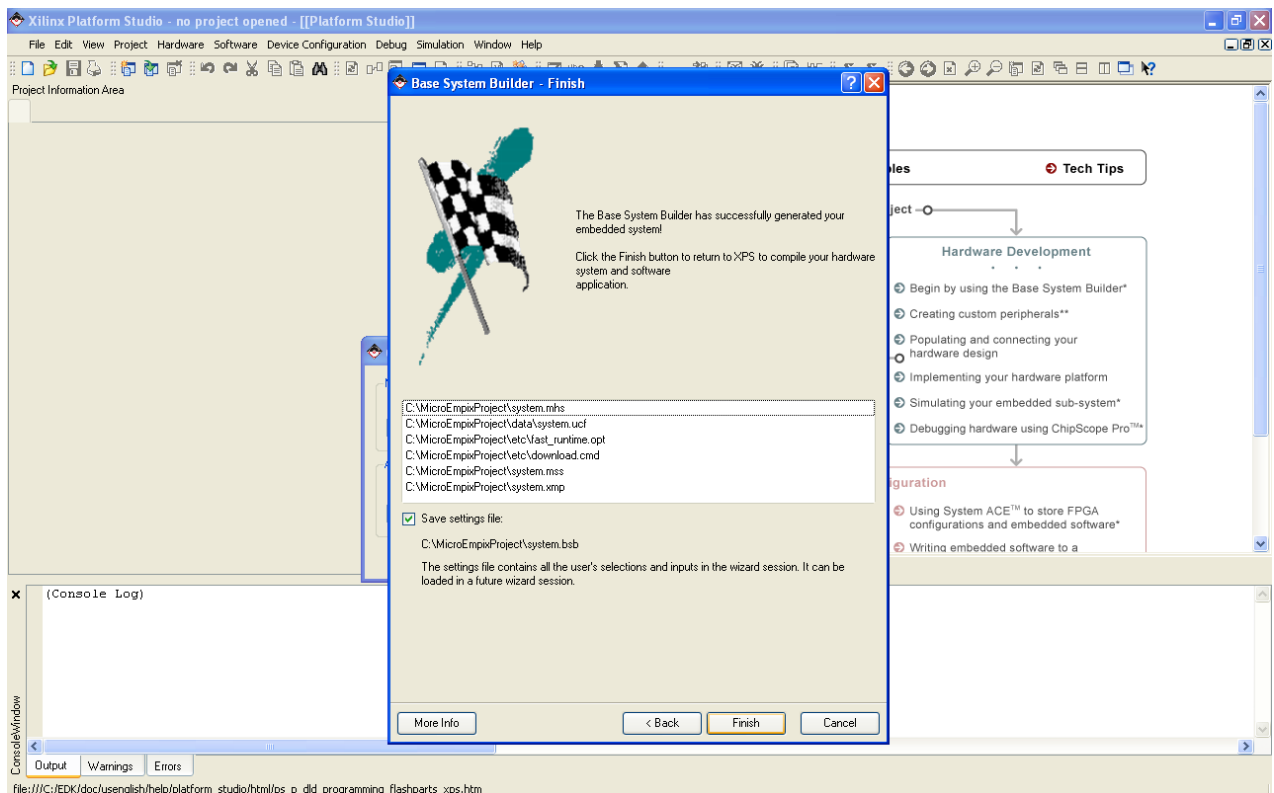 Xilinx Platform Studio - no project opened - [[Platform Studio]]
File Edit View Project Hardware Software Device Configuration Debug Simulation Window Help
Project Information Area
Base System Builder - Finish
The Base System Builder has successfully generated your
embedded system!
Click the Finish button to return to XPS to compile your hardware
system and software
application.
C:\MicroEmpixProject\system.mhs
C:\MicroEmpixProject\data\system.ucf
C:\MicroEmpixProject\etc\fast_runtime.opt
C:\MicroEmpixProject\etc\download.cmd
C:\MicroEmpixProject\system.mss
C:\MicroEmpixProject\system.xmp
Save settings file:
C:\MicroEmpixProject\system.bsb
The settings file contains all the user's selections and inputs in the wizard session. It can be
loaded in a future wizard session.
More Info
< Back
Finish
Cancel
Tech Tips
Hardware Development
Begin by using the Base System Builder*
Creating custom peripherals**
Populating and connecting your
hardware design
Implementing your hardware platform
Simulating your embedded sub-system*
Debugging hardware using ChipScope Pro™*
Using System ACE™ to store FPGA
configurations and embedded software*
Writing embedded software to a
(Console Log)
ConsoleWindow
Output Warnings Errors
file:///C:/EDK/doc/usenglish/help/platform_studio/html/ps_p_dld_programming_flashparts_xps.htm